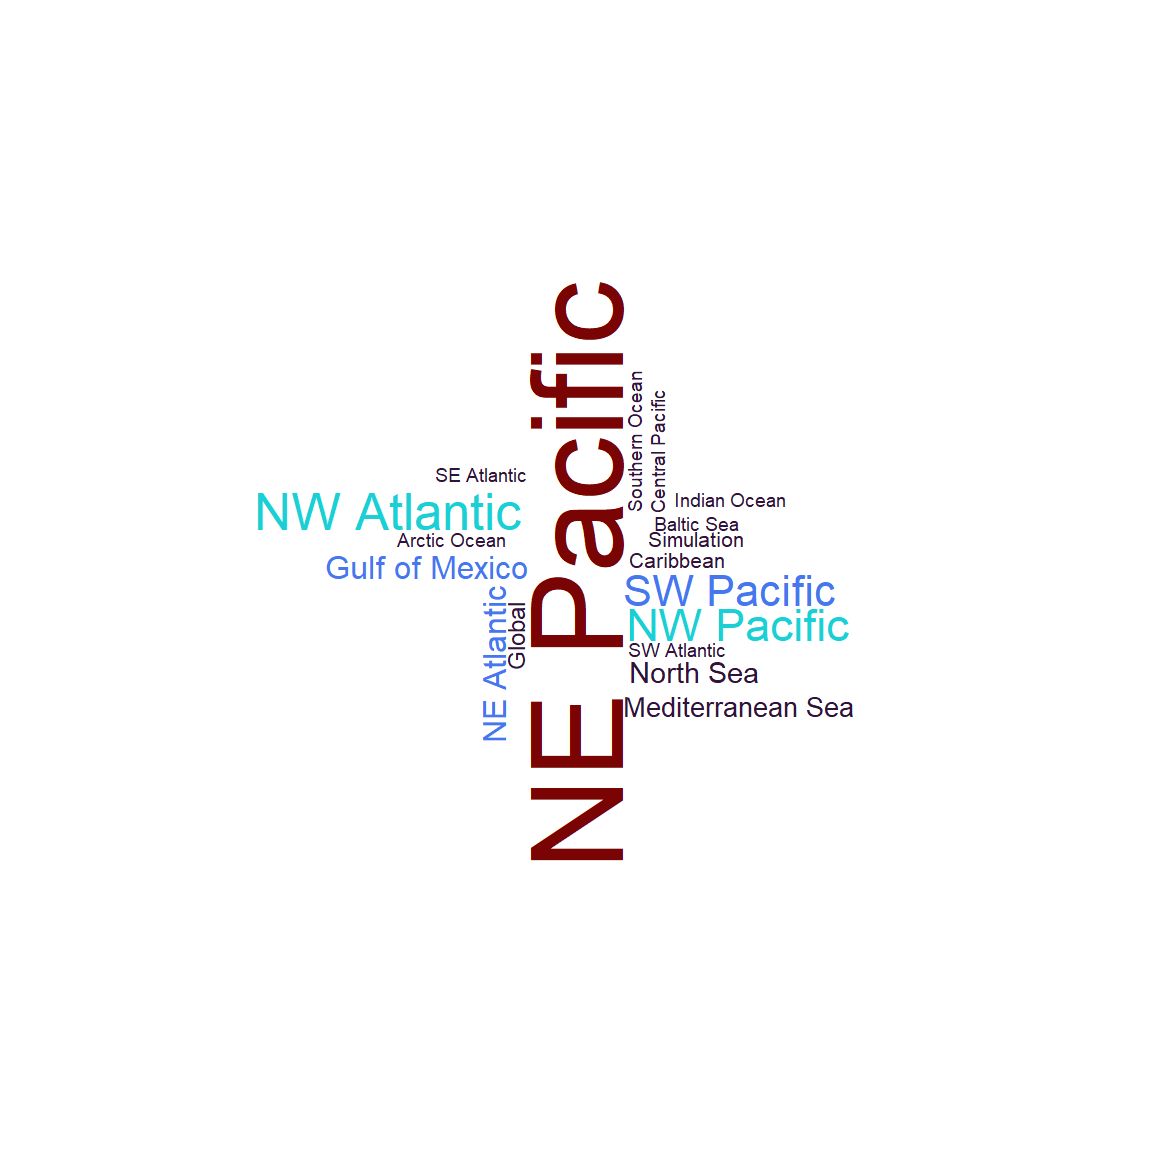 NE Pacific
Southern Ocean
Central Pacific
SE Atlantic
NW Atlantic
Indian Ocean
Baltic Sea
Arctic Ocean
Simulation
Gulf of Mexico
Caribbean
SW Pacific
NE Atlantic
Global
NW Pacific
SW Atlantic
North Sea
Mediterranean Sea